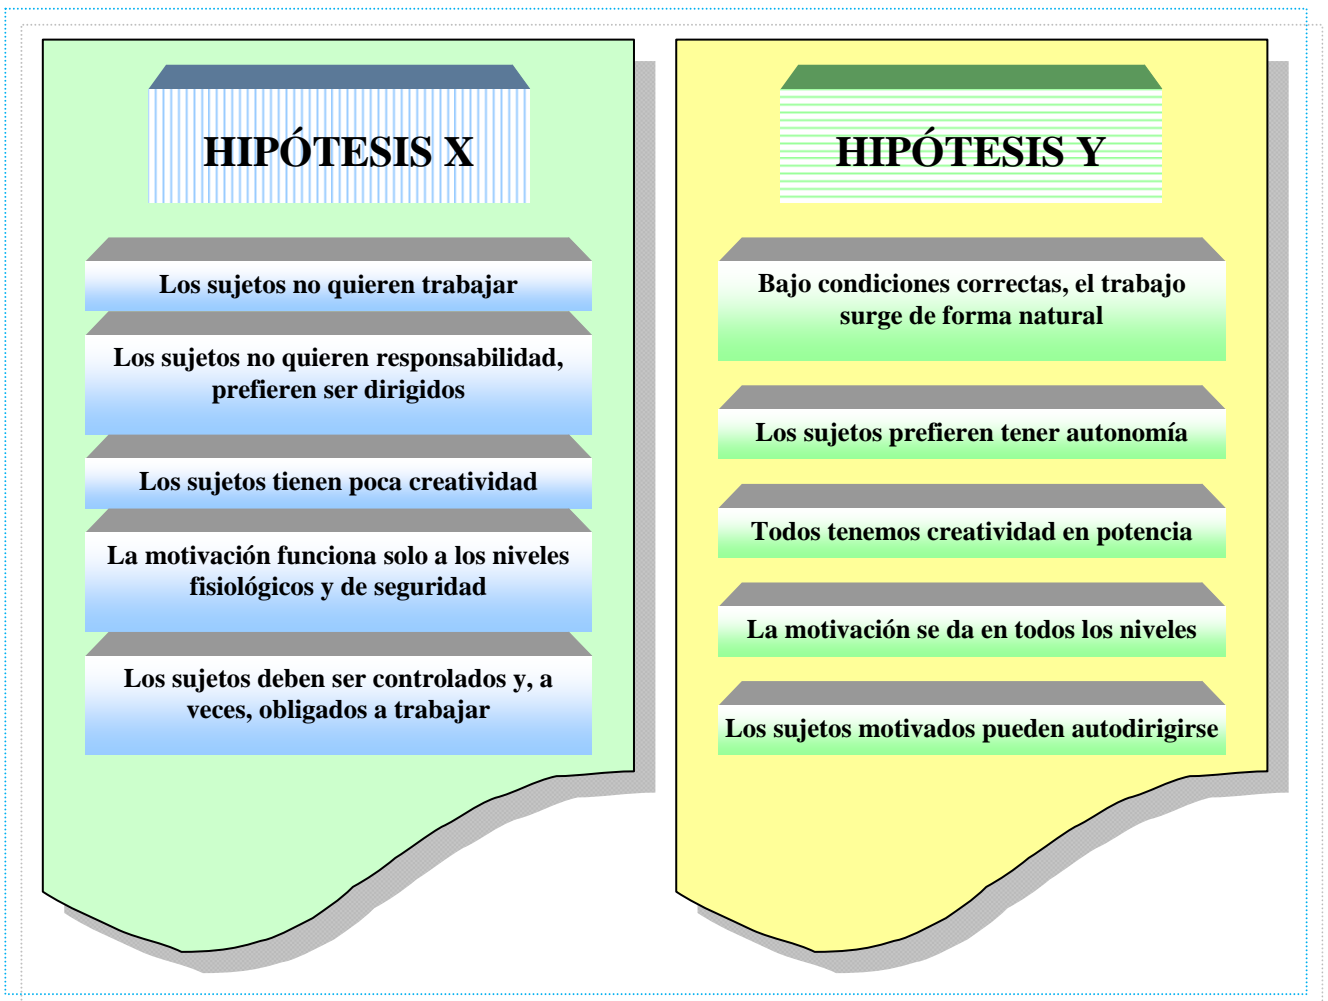 HIPÓTESIS X
Los sujetos no quieren trabajar
Los sujetos no quieren responsabilidad,
prefieren ser dirigidos
Los sujetos tienen poca creatividad
La motivación funciona solo a los niveles
fisiológicos y de seguridad
Los sujetos deben ser controlados y, a
veces, obligados a trabajar
HIPÓTESIS Y
Bajo condiciones correctas, el trabajo
surge de forma natural
Los sujetos prefieren tener autonomía
Todos tenemos creatividad en potencia
La motivación se da en todos los niveles
Los sujetos motivados pueden autodirigirse